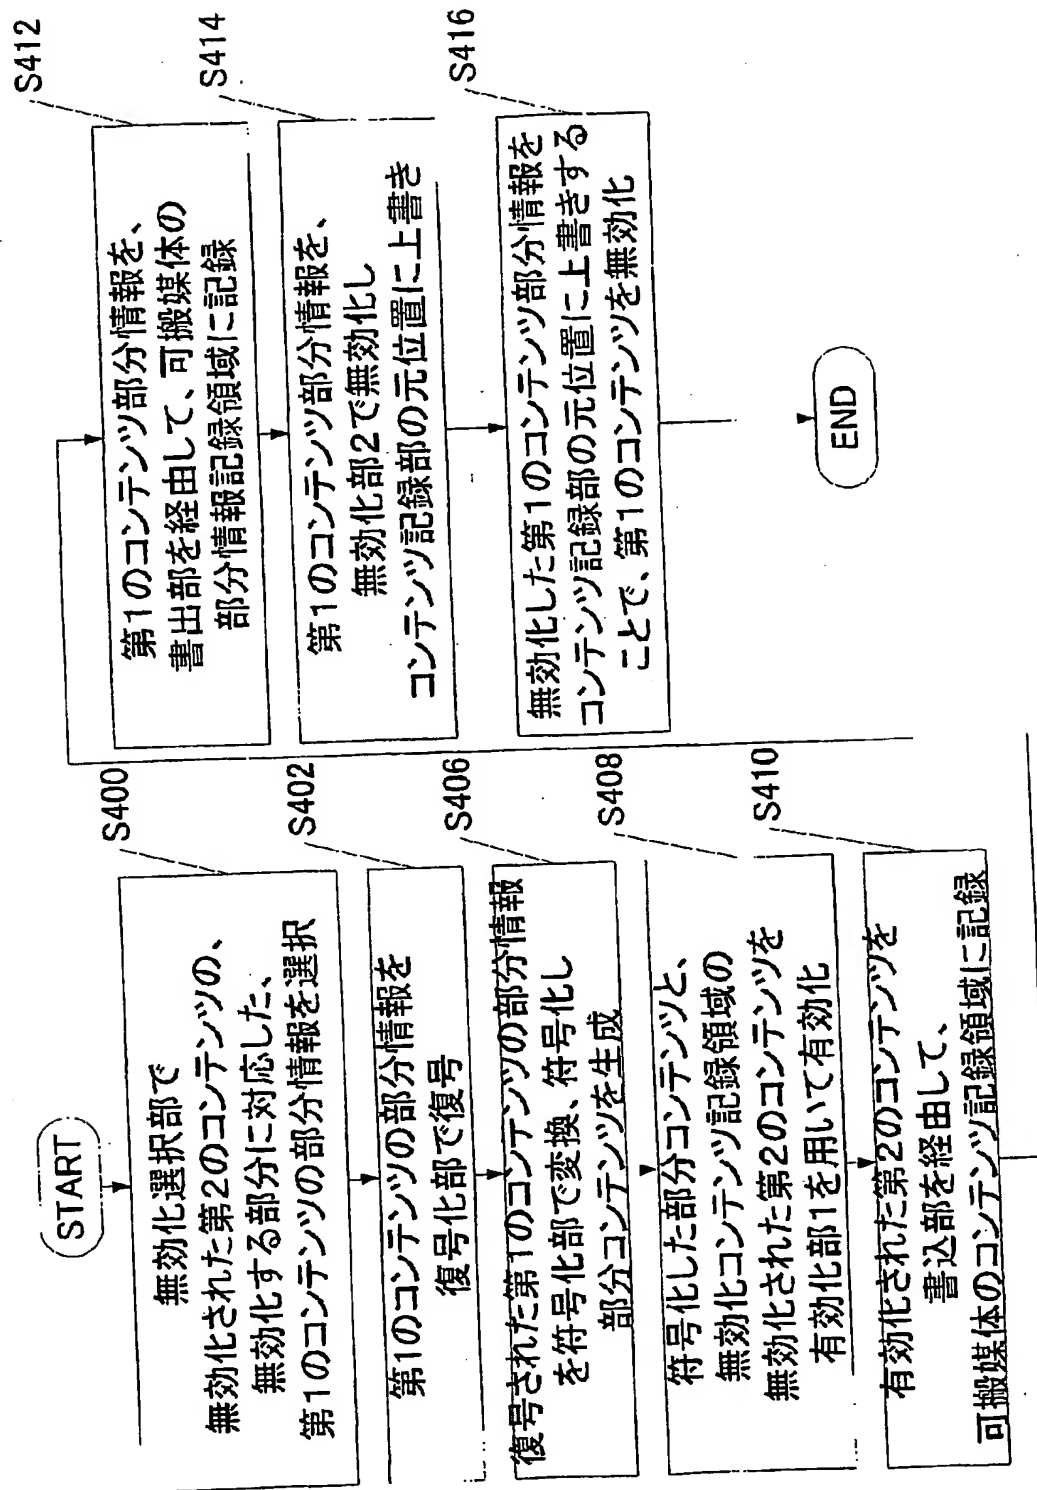 START
S400
無効化選択部で
無効化された第2のコンテンツの、
無効化する部分に対応した、
第1のコンテンツの部分情報を選択
S402
第1のコンテンツの部分情報を
復号化部で復号
S406
復号された第1のコンテンツの部分情報
を符号化部で変換、符号化し
部分コンテンツを生成
S408
符号化した部分コンテンツと、
無効化コンテンツ記録領域の
無効化された第2のコンテンツを
有効化部1を用いて有効化
S410
有効化された第2のコンテンツを
書込部を経由して、
可搬媒体のコンテンツ記録領域に記録
S412
第1のコンテンツ部分情報を、
書出部を経由して、可搬媒体の
部分情報記録領域に記録
S414
第1のコンテンツ部分情報を、
無効化部2で無効化し
コンテンツ記録部の元位置に上書き
S416
無効化した第1のコンテンツ部分情報を
コンテンツ記録部の元位置に上書きする
ことで、第1のコンテンツを無効化
END